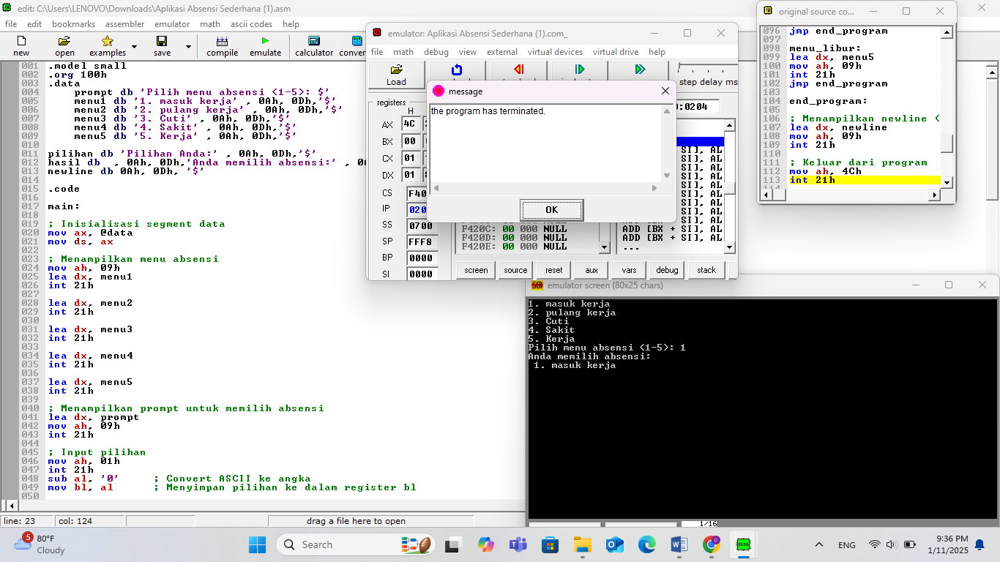 edit: C:\Users\LENOVO\Downloads\Aplikasi Absensi Sederhana (1).asm
file edit bookmarks assembler emulator math ascii codes help
new open examples save compile emulate calculator conver
001 .model small
002 .org 100h
003 .data
004 prompt db 'Pilih menu absensi <1-5>: $'
005 menu1 db '1. masuk kerja' , 0Ah, 0Dh,'$'
006 menu2 db '2. pulang kerja' , 0Ah, 0Dh,'$'
007 menu3 db '3. Cuti' , 0Ah, 0Dh,'$'
008 menu4 db '4. Sakit' , 0Ah, 0Dh,'$'
009 menu5 db '5. Kerja' , 0Ah, 0Dh,'$'
010
011 pilihan db 'Pilihan Anda:' , 0Ah, 0Dh,'$'
012 hasil db , 0Ah, 0Dh,'Anda memilih absensi:' , 0A
013 newline db 0Ah, 0Dh, '$'
014
015 .code
016
017 main:
018
019 ; Inisialisasi segment data
020 mov ax, @data
021 mov ds, ax
022
023 ; Menampilkan menu absensi
024 mov ah, 09h
025 lea dx, menu1
026 int 21h
027
028 lea dx, menu2
029 int 21h
030
031 lea dx, menu3
032 int 21h
033
034 lea dx, menu4
035 int 21h
036
037 lea dx, menu5
038 int 21h
039
040 ; Menampilkan prompt untuk memilih absensi
041 lea dx, prompt
042 mov ah, 09h
043 int 21h
044
045 ; Input pilihan
046 mov ah, 01h
047 int 21h
048 sub al, '0' ; Convert ASCII ke angka
049 mov bl, al ; Menyimpan pilihan ke dalam register bl
050
line: 23 col: 124 drag a file here to open
emulator: Aplikasi Absensi Sederhana (1).com_
file math debug view external virtual devices virtual drive help
Load
step delay ms
registers
H
:0204
AX 4C
BX 00
CX 01
DX 01
CS F40
IP 020
SS 0700
SP FFF8
BP 0000
SI 0000
SI], AL
SI], AL
SI], AL
SI], AL
SI], AL
SI], AL
SI], AL
SI], AL
SI], AL
F420C: 00 000 NULL ADD [BX + SI], AL
F420D: 00 000 NULL ADD [BX + SI], AL
F420E: 00 000 NULL ...
screen source reset aux vars debug stack
message
the program has terminated.
OK
original source co...
096 jmp end_program
097
098 menu_libur:
099 lea dx, menu5
100 mov ah, 09h
101 int 21h
102 jmp end_program
103
104 end_program:
105
106 ; Menampilkan newline (
107 lea dx, newline
108 mov ah, 09h
109 int 21h
110
111 ; Keluar dari program
112 mov ah, 4Ch
113 int 21h
114
emulator screen (80x25 chars)
1. masuk kerja
2. pulang kerja
3. Cuti
4. Sakit
5. Kerja
Pilih menu absensi <1-5>: 1
Anda memilih absensi:
1. masuk kerja
1/16
5
80°F
Cloudy
Search
ENG
9:36 PM
1/11/2025